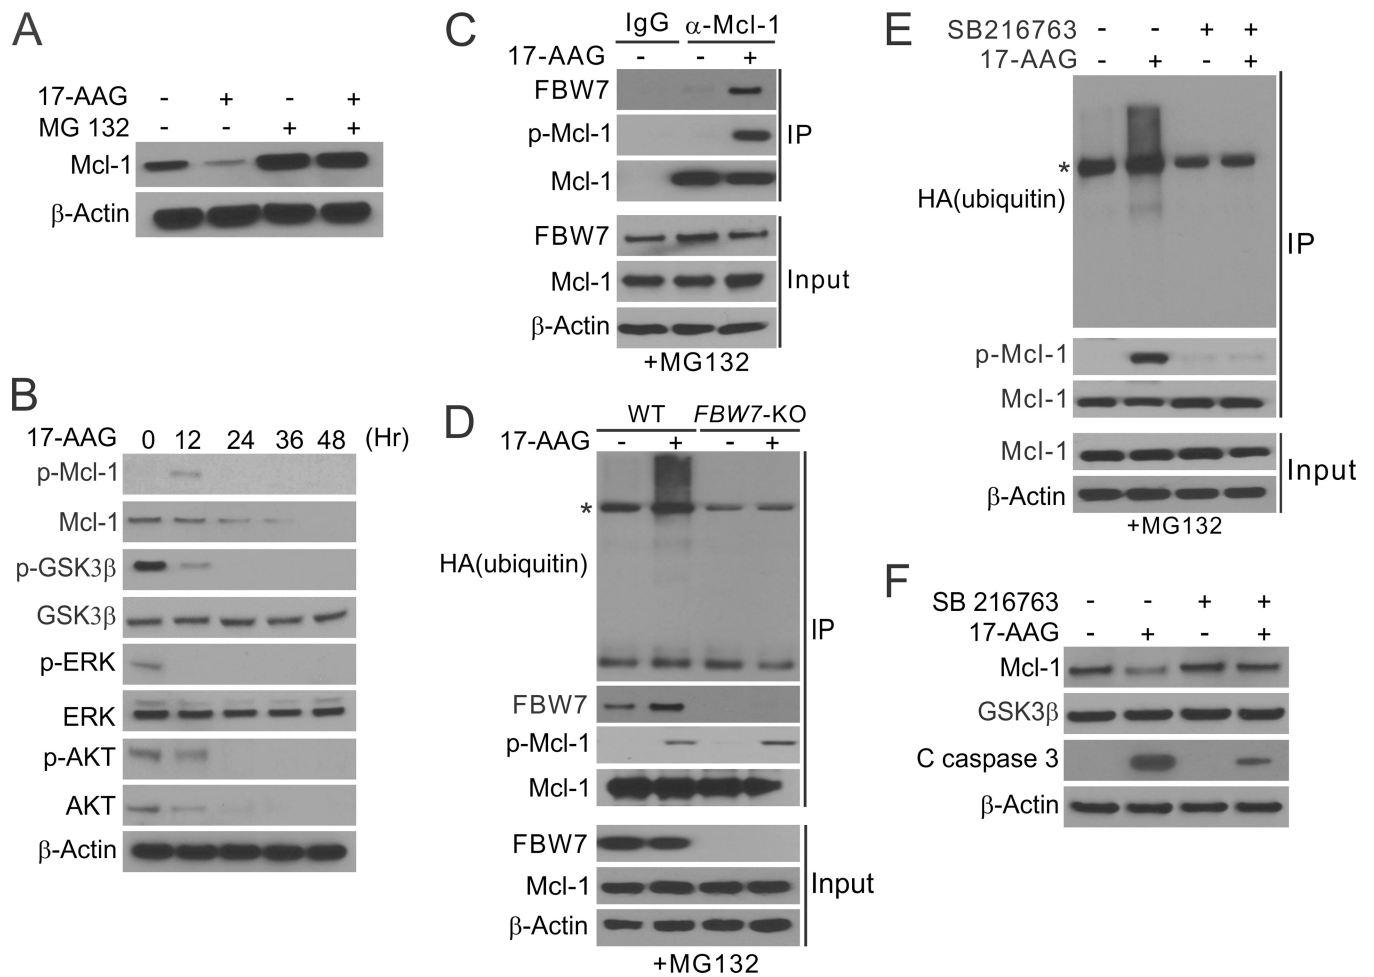 A
17-AAG - + - +
MG 132 - - + +
Mcl-1
β-Actin
B
17-AAG 0 12 24 36 48 (Hr)
p-Mcl-1
Mcl-1
p-GSK3β
GSK3β
p-ERK
ERK
p-AKT
AKT
β-Actin
C
IgG α-Mcl-1
17-AAG - - +
FBW7
p-Mcl-1
Mcl-1
IP
FBW7
Mcl-1
β-Actin
Input
+MG132
D
WT FBW7-KO
17-AAG - + - +
*
HA(ubiquitin)
IP
FBW7
p-Mcl-1
Mcl-1
FBW7
Mcl-1
β-Actin
Input
+MG132
E
SB216763 - - + +
17-AAG - + - +
*
HA(ubiquitin)
IP
p-Mcl-1
Mcl-1
Mcl-1
β-Actin
Input
+MG132
F
SB 216763 - - + +
17-AAG - + - +
Mcl-1
GSK3β
C caspase 3
β-Actin